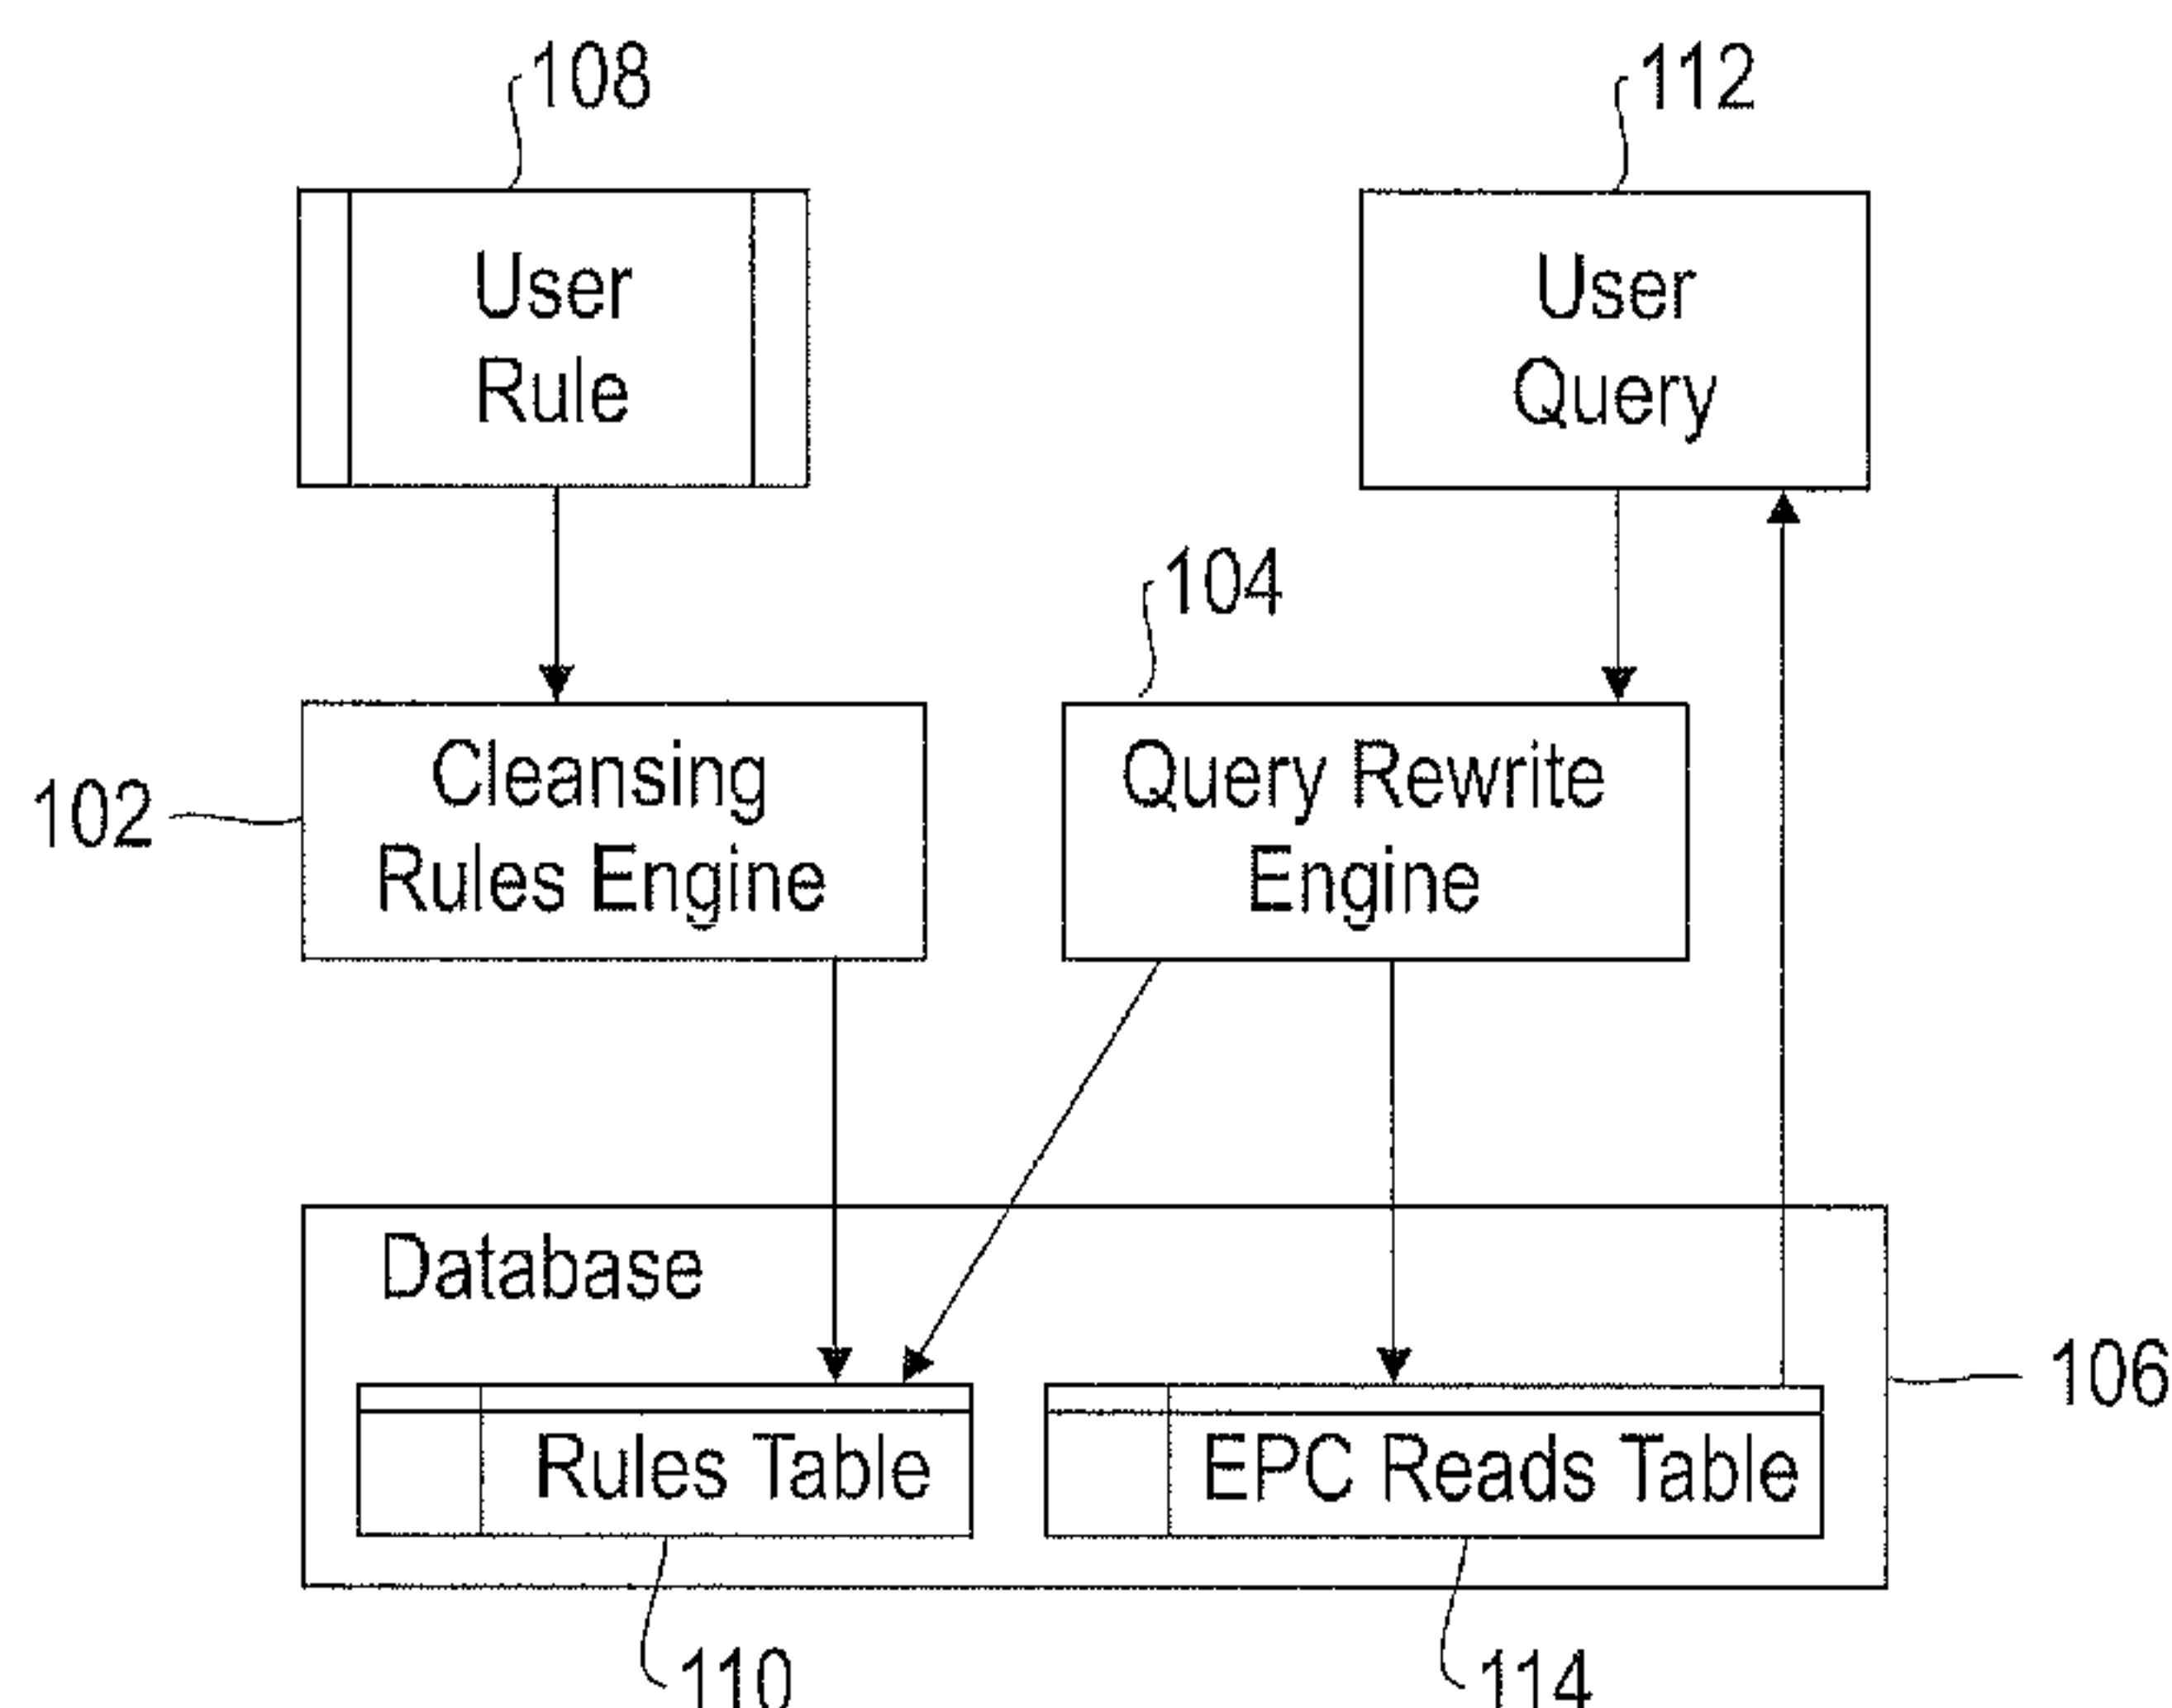 108
112
User
Rule
User
Query
104
Cleansing
Rules Engine
Query Rewrite
Engine
102
Database
106
Rules Table
EPC Reads Table
110
114